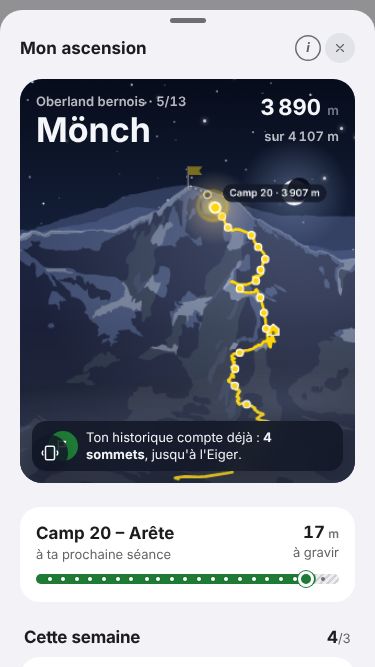 Mon ascension
i
Oberland bernois · 5/13
3 890 m
Mönch
sur 4 107 m
Camp 20 · 3 907 m
Ton historique compte déjà : 4
sommets, jusqu'à l'Eiger.
Camp 20 – Arête
17 m
à ta prochaine séance
à gravir
Cette semaine
4/3